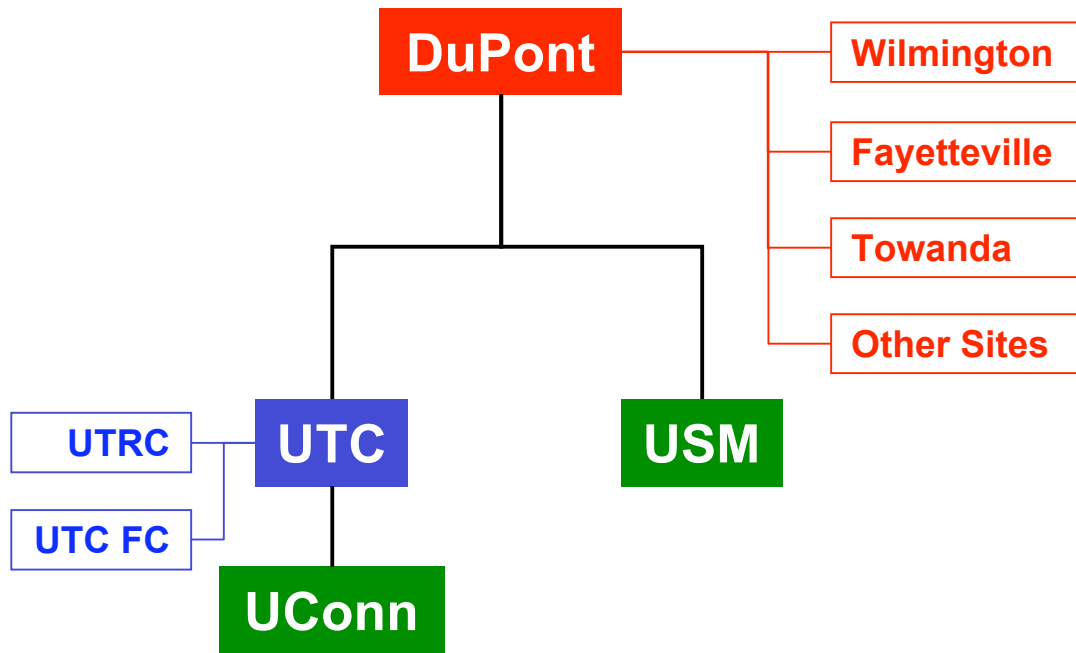 DuPont
Wilmington
Fayetteville
Towanda
Other Sites
UTC
USM
UTRC
UTC FC
UConn